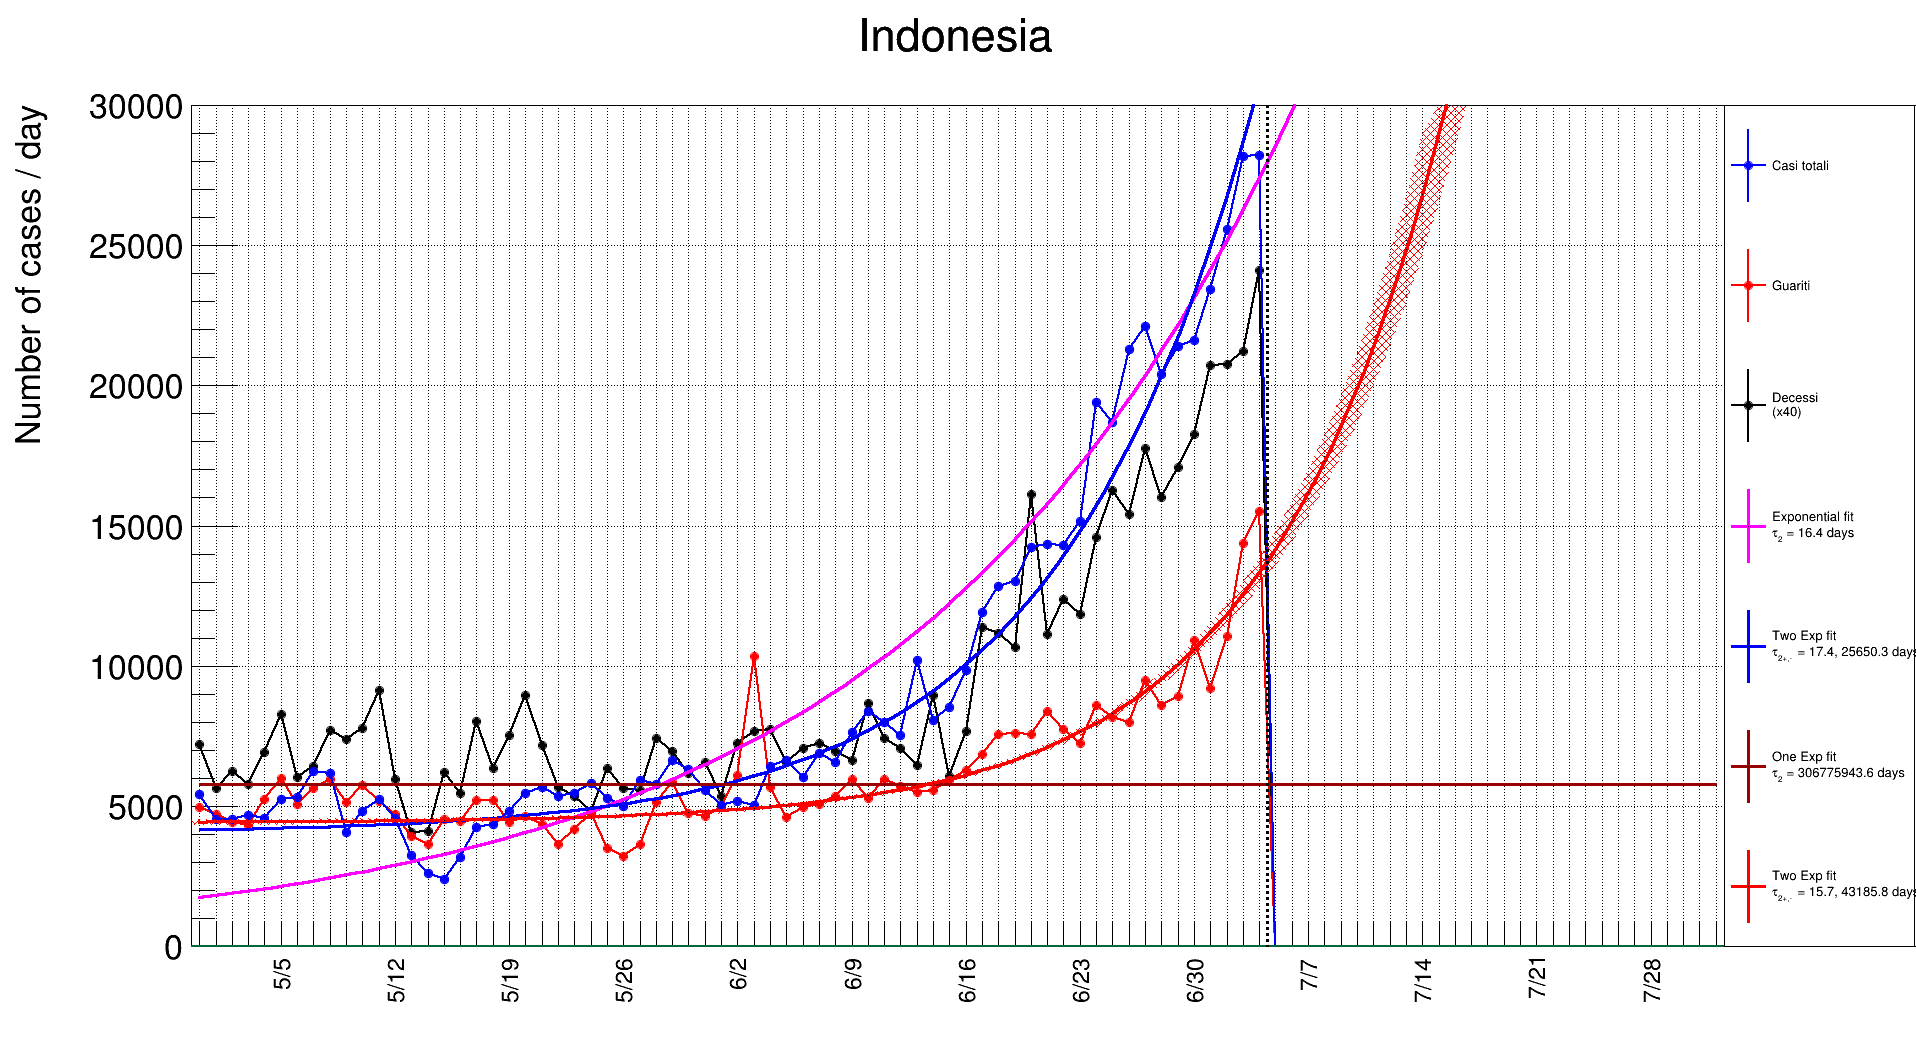 Indonesia
Number of cases / day
30000
25000
20000
15000
10000
5000
0
5/5
5/12
5/19
5/26
6/2
6/9
6/16
6/23
6/30
7/7
7/14
7/21
7/28
Casi totali
Guariti
Decessi
(x40)
Exponential fit
τ2 = 16.4 days
Two Exp fit
τ2+,- = 17.4, 25650.3 days
One Exp fit
τ2 = 306775943.6 days
Two Exp fit
τ2+,- = 15.7, 43185.8 days